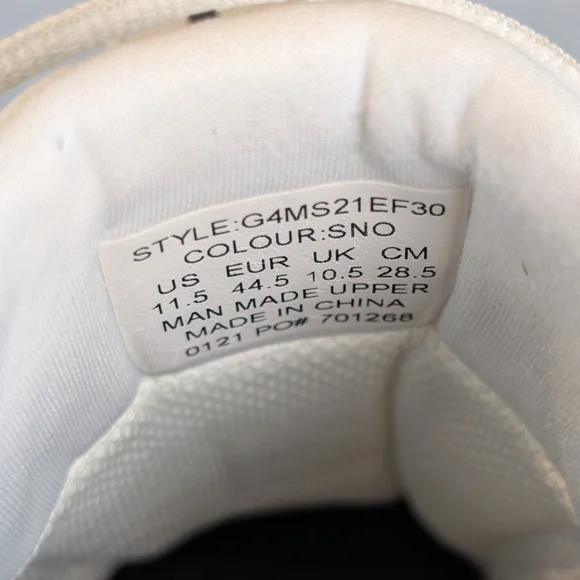 STYLE:G4MS21EF30
COLOUR:SNO
US EUR UK CM
11.5 44.5 10.5 28.5
MAN MADE UPPER
MADE IN CHINA
0121 PO# 701268